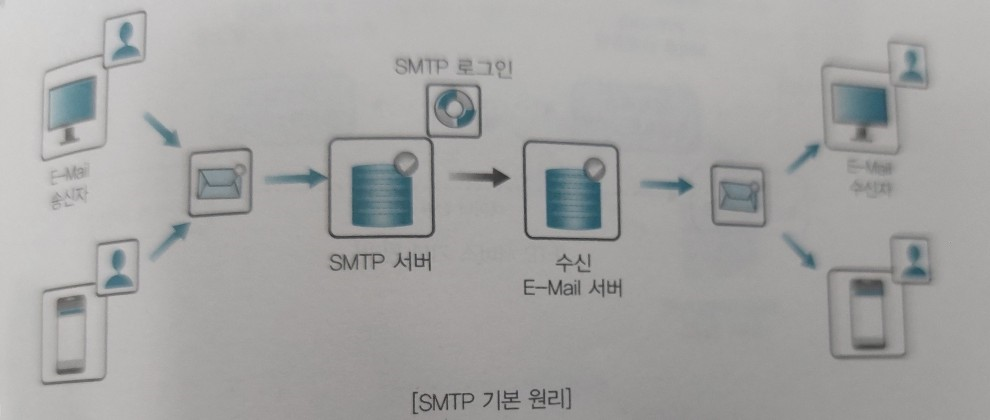 SMTP 로그인
E-Mail
송신자
E-Mail
수신자
SMTP 서버
수신
E-Mail 서버
[SMTP 기본 원리]